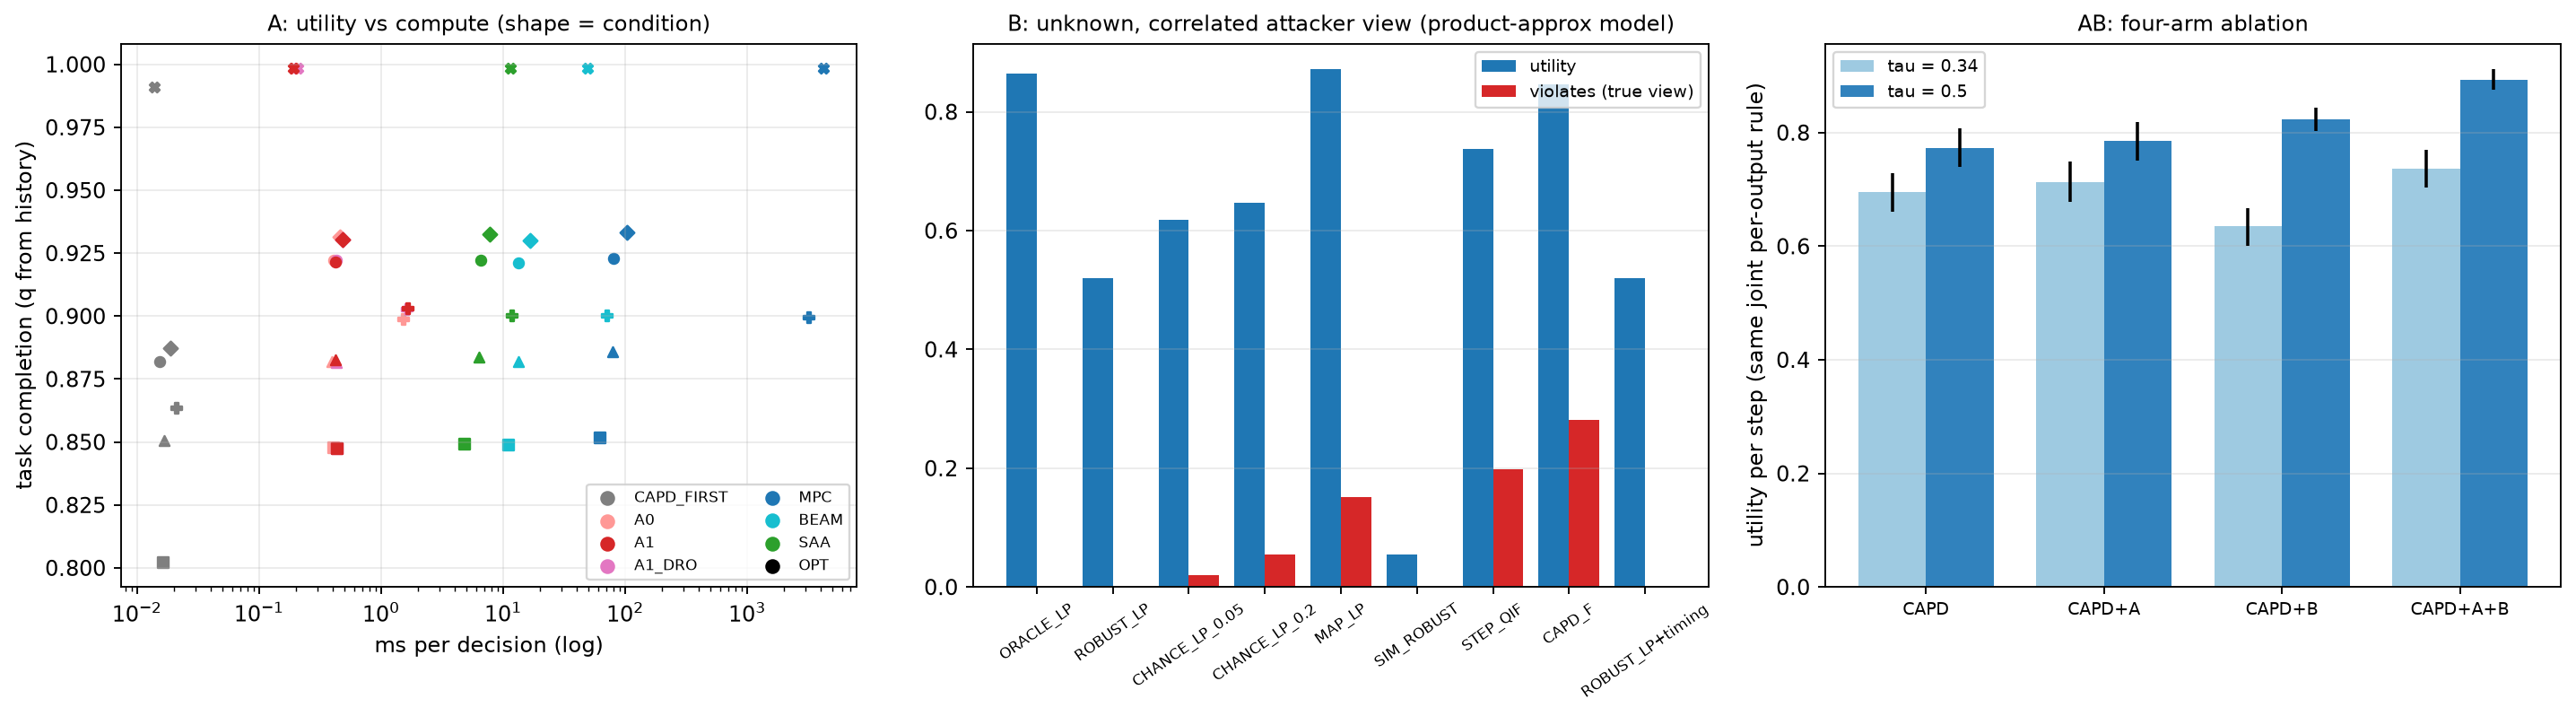 A: utility vs compute (shape = condition)
task completion (q from history)
1.000
0.975
0.950
0.925
0.900
0.875
0.850
0.825
0.800
CAPD_FIRST
A0
A1
A1_DRO
MPC
BEAM
SAA
OPT
10⁻²
10⁻¹
10⁰
10¹
10²
10³
ms per decision (log)
B: unknown, correlated attacker view (product-approx model)
utility
violates (true view)
0.8
0.6
0.4
0.2
0.0
ORACLE_LP
ROBUST_LP
CHANCE_LP_0.05
CHANCE_LP_0.2
MAP_LP
SIM_ROBUST
STEP_QIF
CAPD_F
ROBUST_LP+timing
AB: four-arm ablation
utility per step (same joint per-output rule)
tau = 0.34
tau = 0.5
0.8
0.6
0.4
0.2
0.0
CAPD
CAPD+A
CAPD+B
CAPD+A+B